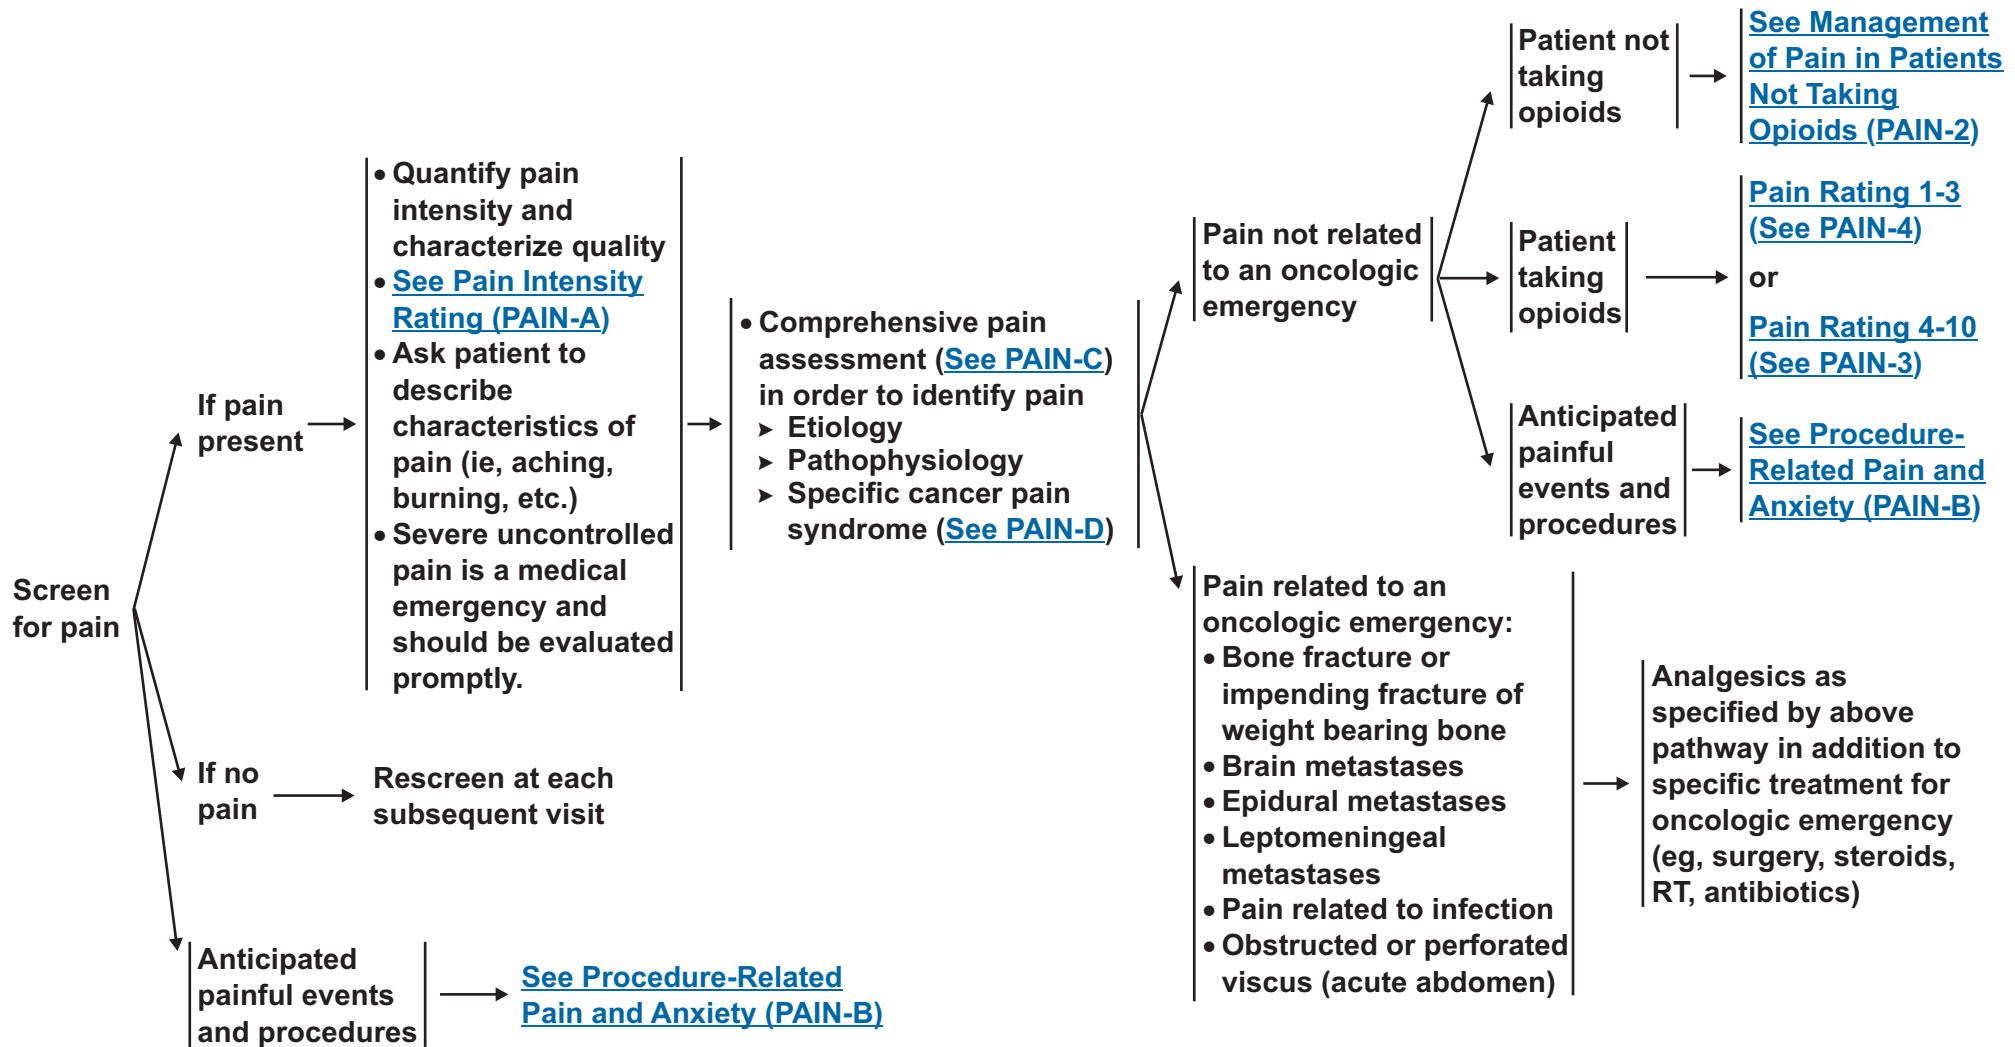 Screen
for pain
If pain
present
• Quantify pain
intensity and
characterize quality
• See Pain Intensity
Rating (PAIN-A)
• Ask patient to
describe
characteristics of
pain (ie, aching,
burning, etc.)
• Severe uncontrolled
pain is a medical
emergency and
should be evaluated
promptly.
• Comprehensive pain
assessment (See PAIN-C)
in order to identify pain
➤ Etiology
➤ Pathophysiology
➤ Specific cancer pain
syndrome (See PAIN-D)
Pain not related
to an oncologic
emergency
Patient not
taking
opioids
See Management
of Pain in Patients
Not Taking
Opioids (PAIN-2)
Patient
taking
opioids
Pain Rating 1-3
(See PAIN-4)
or
Pain Rating 4-10
(See PAIN-3)
Anticipated
painful
events and
procedures
See Procedure-
Related Pain and
Anxiety (PAIN-B)
Pain related to an
oncologic emergency:
• Bone fracture or
impending fracture of
weight bearing bone
• Brain metastases
• Epidural metastases
• Leptomeningeal
metastases
• Pain related to infection
• Obstructed or perforated
viscus (acute abdomen)
Analgesics as
specified by above
pathway in addition to
specific treatment for
oncologic emergency
(eg, surgery, steroids,
RT, antibiotics)
If no
pain
Rescreen at each
subsequent visit
Anticipated
painful events
and procedures
See Procedure-Related
Pain and Anxiety (PAIN-B)